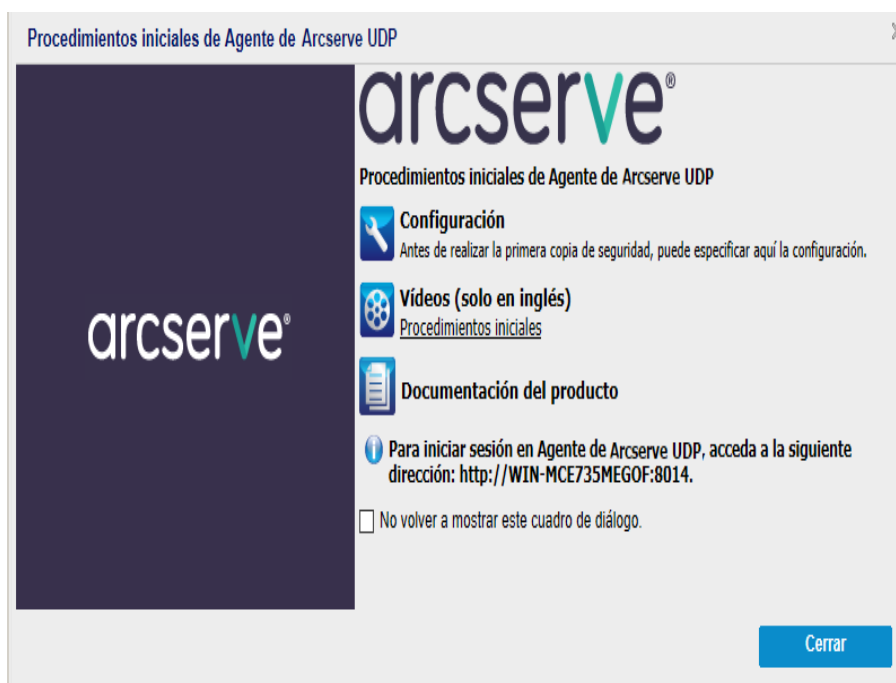 Procedimientos iniciales de Agente de Arcserve UDP
arcserve®
arcserve®
Procedimientos iniciales de Agente de Arcserve UDP
Configuración
Antes de realizar la primera copia de seguridad, puede especificar aquí la configuración.
Vídeos (solo en inglés)
Procedimientos iniciales
Documentación del producto
Para iniciar sesión en Agente de Arcserve UDP, acceda a la siguiente
dirección: http://WIN-MCE735MEGOF:8014.
No volver a mostrar este cuadro de diálogo.
Cerrar